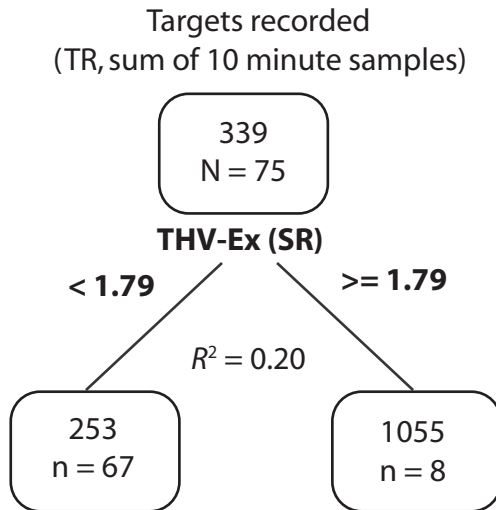 Targets recorded
(TR, sum of 10 minute samples)
339
N = 75
THV-Ex (SR)
< 1.79
>= 1.79
R² = 0.20
253
n = 67
1055
n = 8